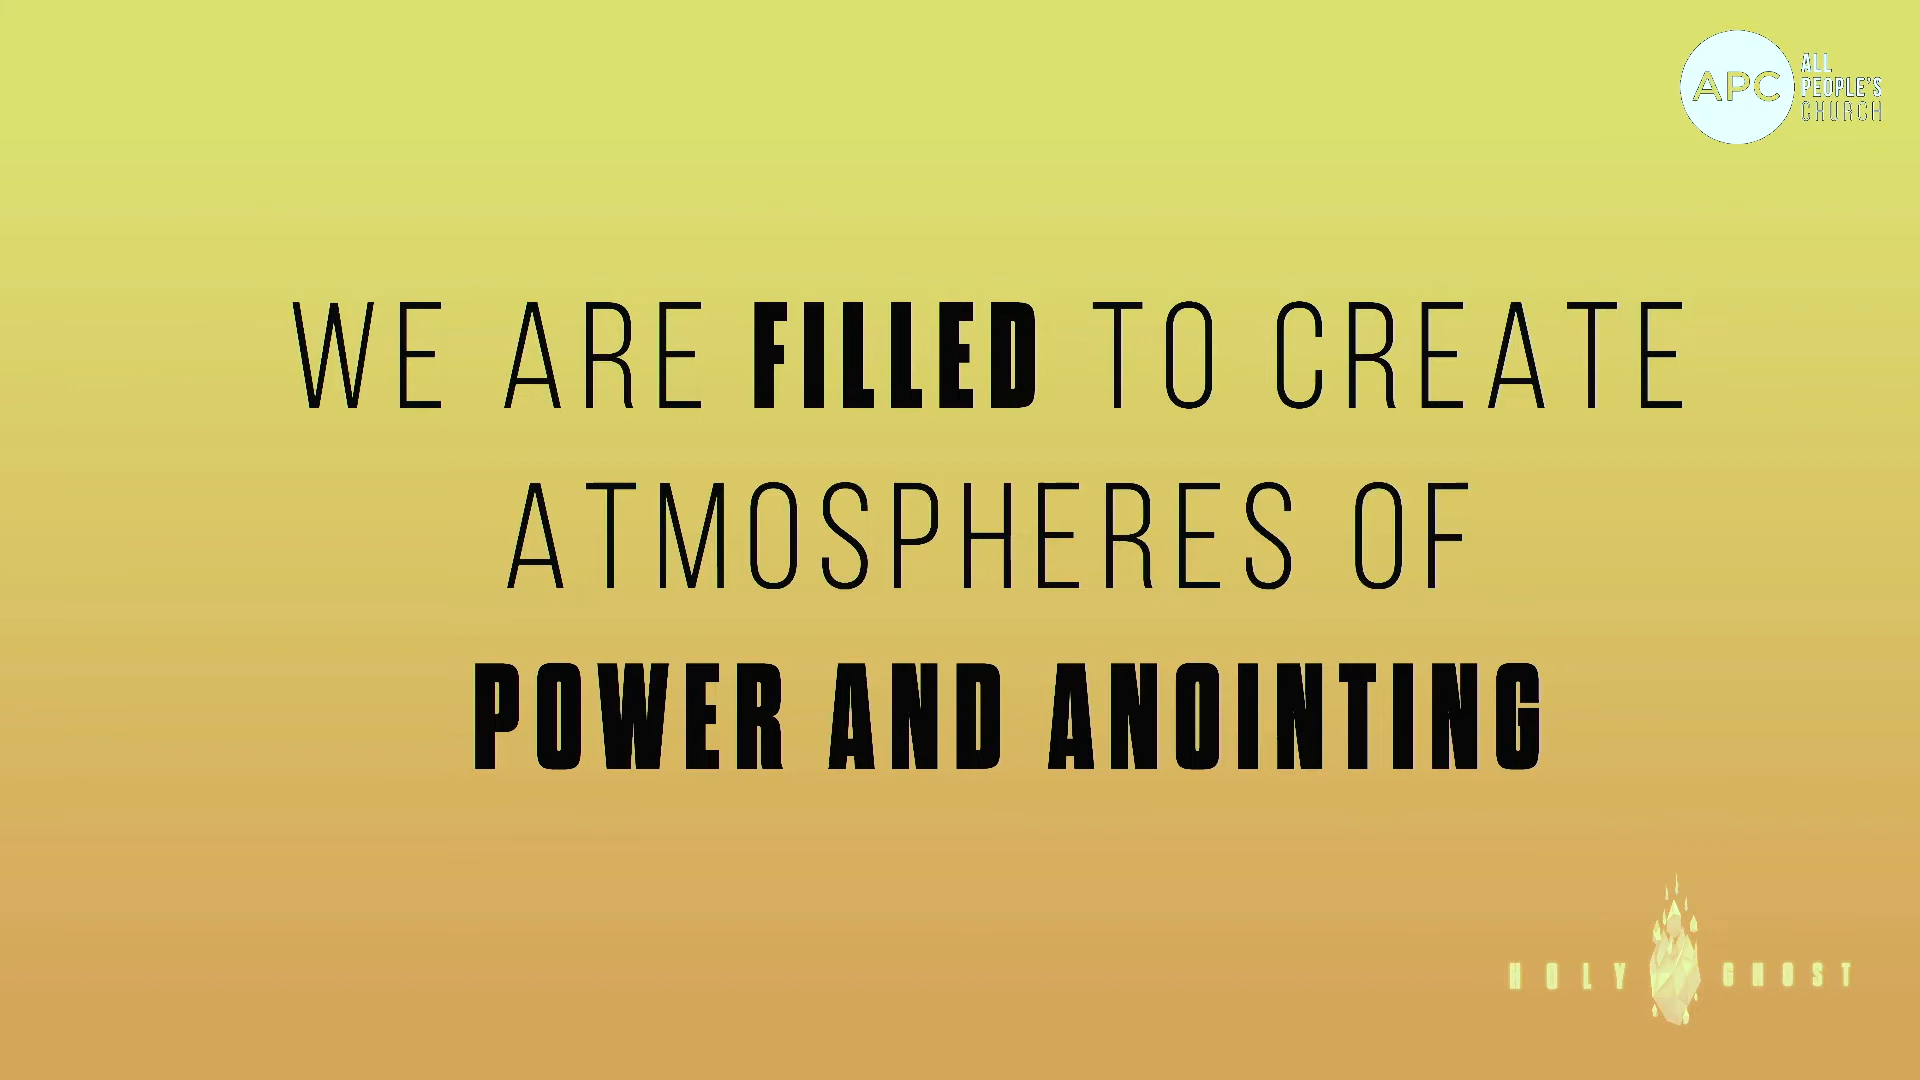 APC
ALL
PEOPLE'S
CHURCH
WE ARE FILLED TO CREATE
ATMOSPHERES OF
POWER AND ANOINTING
HOLY GHOST